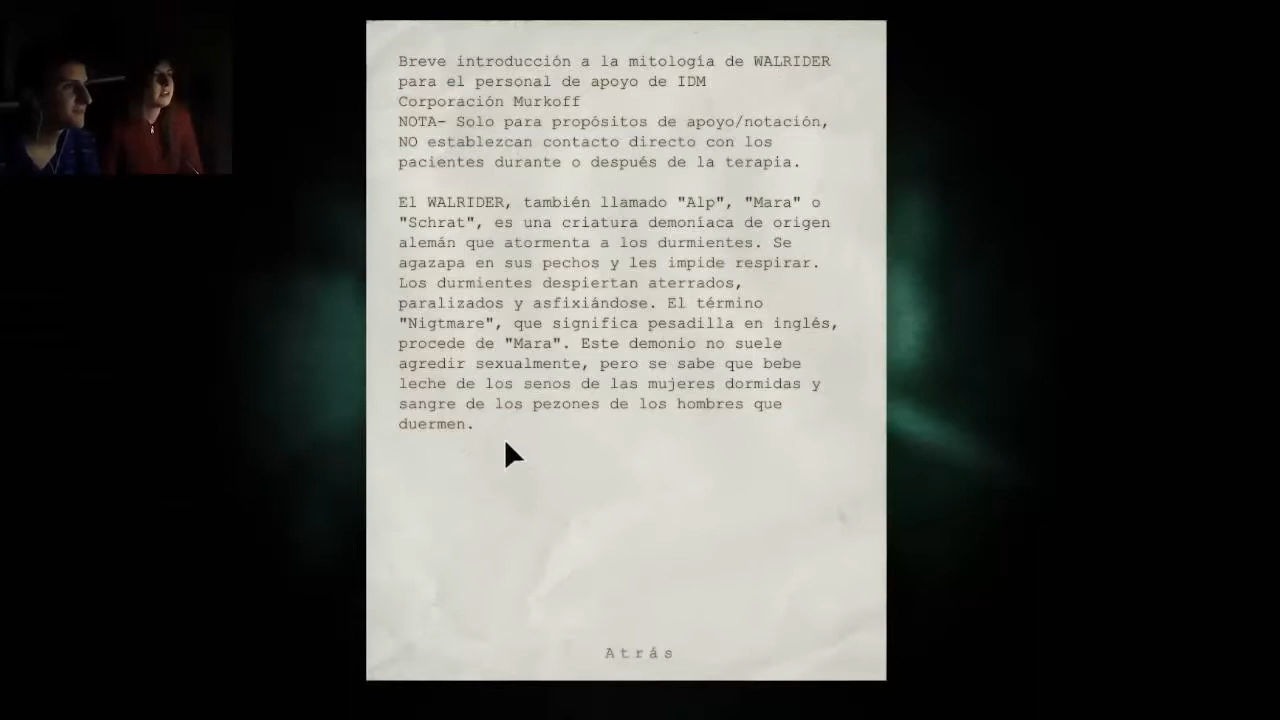 Breve introducción a la mitología de WALRIDER
para el personal de apoyo de IDM
Corporación Murkoff
NOTA- Solo para propósitos de apoyo/notación,
NO establezcan contacto directo con los
pacientes durante o después de la terapia.
El WALRIDER, también llamado "Alp", "Mara" o
"Schrat", es una criatura demoníaca de origen
alemán que atormenta a los durmientes. Se
agazapa en sus pechos y les impide respirar.
Los durmientes despiertan aterrados,
paralizados y asfixiándose. El término
"Nigtmare", que significa pesadilla en inglés,
procede de "Mara". Este demonio no suele
agredir sexualmente, pero se sabe que bebe
leche de los senos de las mujeres dormidas y
sangre de los pezones de los hombres que
duermen.
Atrás